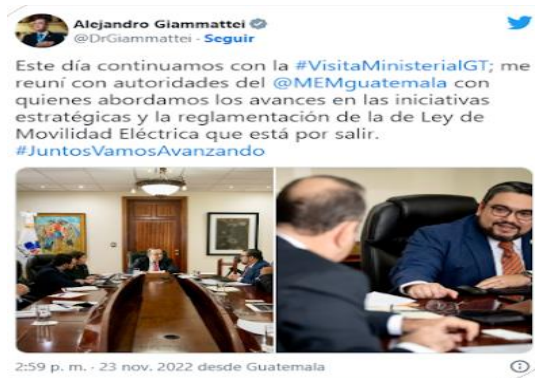 Alejandro Giammattei
@DrGiammattei · Seguir
Este día continuamos con la #VisitaMinisterialGT; me
reuní con autoridades del @MEMguatemala con
quienes abordamos los avances en las iniciativas
estratégicas y la reglamentación de la de Ley de
Movilidad Eléctrica que está por salir.
#JuntosVamosAvanzando
2:59 p. m. · 23 nov. 2022 desde Guatemala